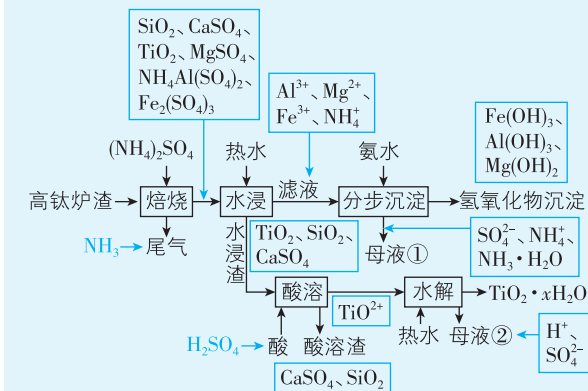 SiO₂、CaSO₄、
TiO₂、MgSO₄、
NH₄Al(SO₄)₂、
Fe₂(SO₄)₃
Al³⁺、Mg²⁺、
Fe³⁺、NH₄⁺
Fe(OH)₃、
Al(OH)₃、
Mg(OH)₂
(NH₄)₂SO₄
热水
氨水
高钛炉渣
焙烧
水浸
滤液
分步沉淀
氢氧化物沉淀
NH₃
尾气
水浸渣
TiO₂、SiO₂、
CaSO₄
母液①
SO₄²⁻、NH₄⁺、
NH₃·H₂O
酸溶
TiO²⁺
水解
TiO₂·xH₂O
H₂SO₄
酸
酸溶渣
热水
母液②
H⁺、
SO₄²⁻
CaSO₄、SiO₂